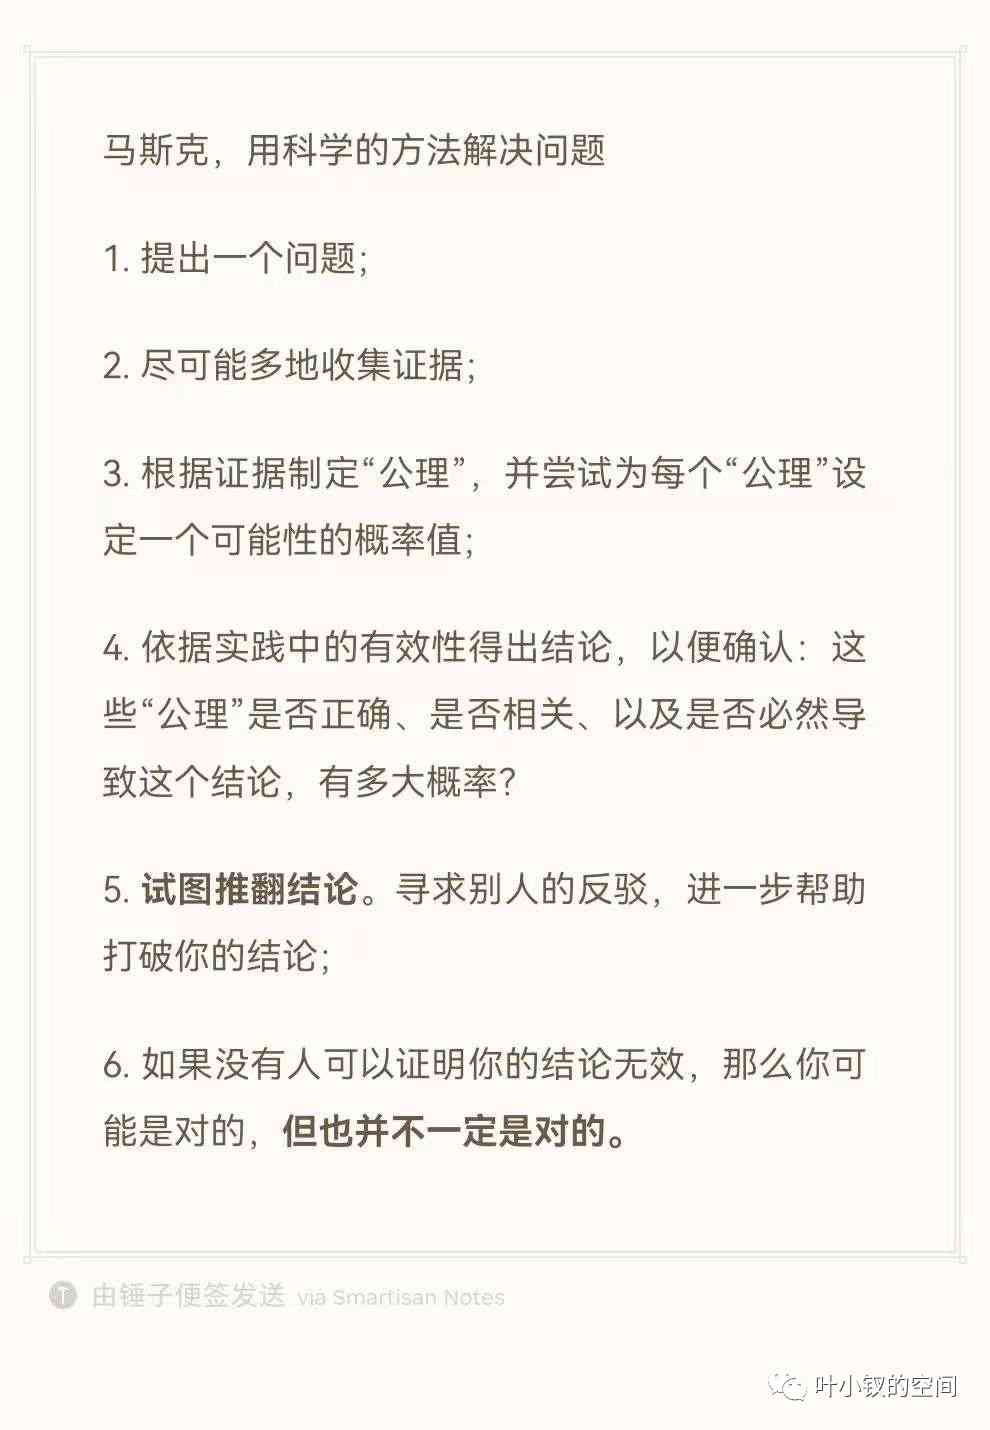 马斯克，用科学的方法解决问题
1. 提出一个问题；
2. 尽可能多地收集证据；
3. 根据证据制定“公理”，并尝试为每个“公理”设
定一个可能性的概率值；
4. 依据实践中的有效性得出结论，以便确认：这
些“公理”是否正确、是否相关、以及是否必然导
致这个结论，有多大概率？
5. 试图推翻结论。寻求别人的反驳，进一步帮助
打破你的结论；
6. 如果没有人可以证明你的结论无效，那么你可
能是对的，但也并不一定是对的。
T 由锤子便签发送 via Smartisan Notes
叶小钗的空间